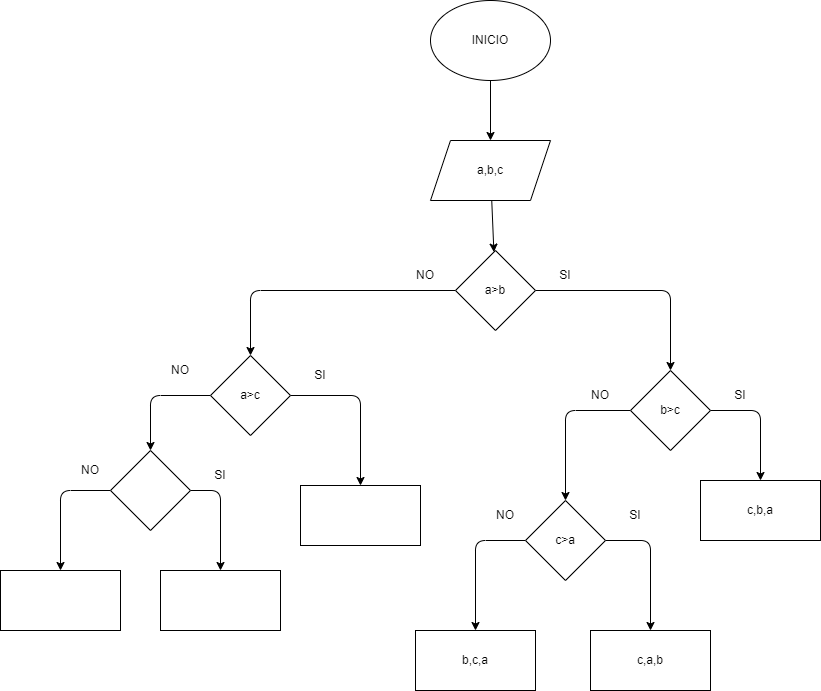 INICIO
a,b,c
NO
SI
a>b
NO
SI
a>c
NO
SI
b>c
NO
SI
c,b,a
NO
SI
c>a
b,c,a
c,a,b